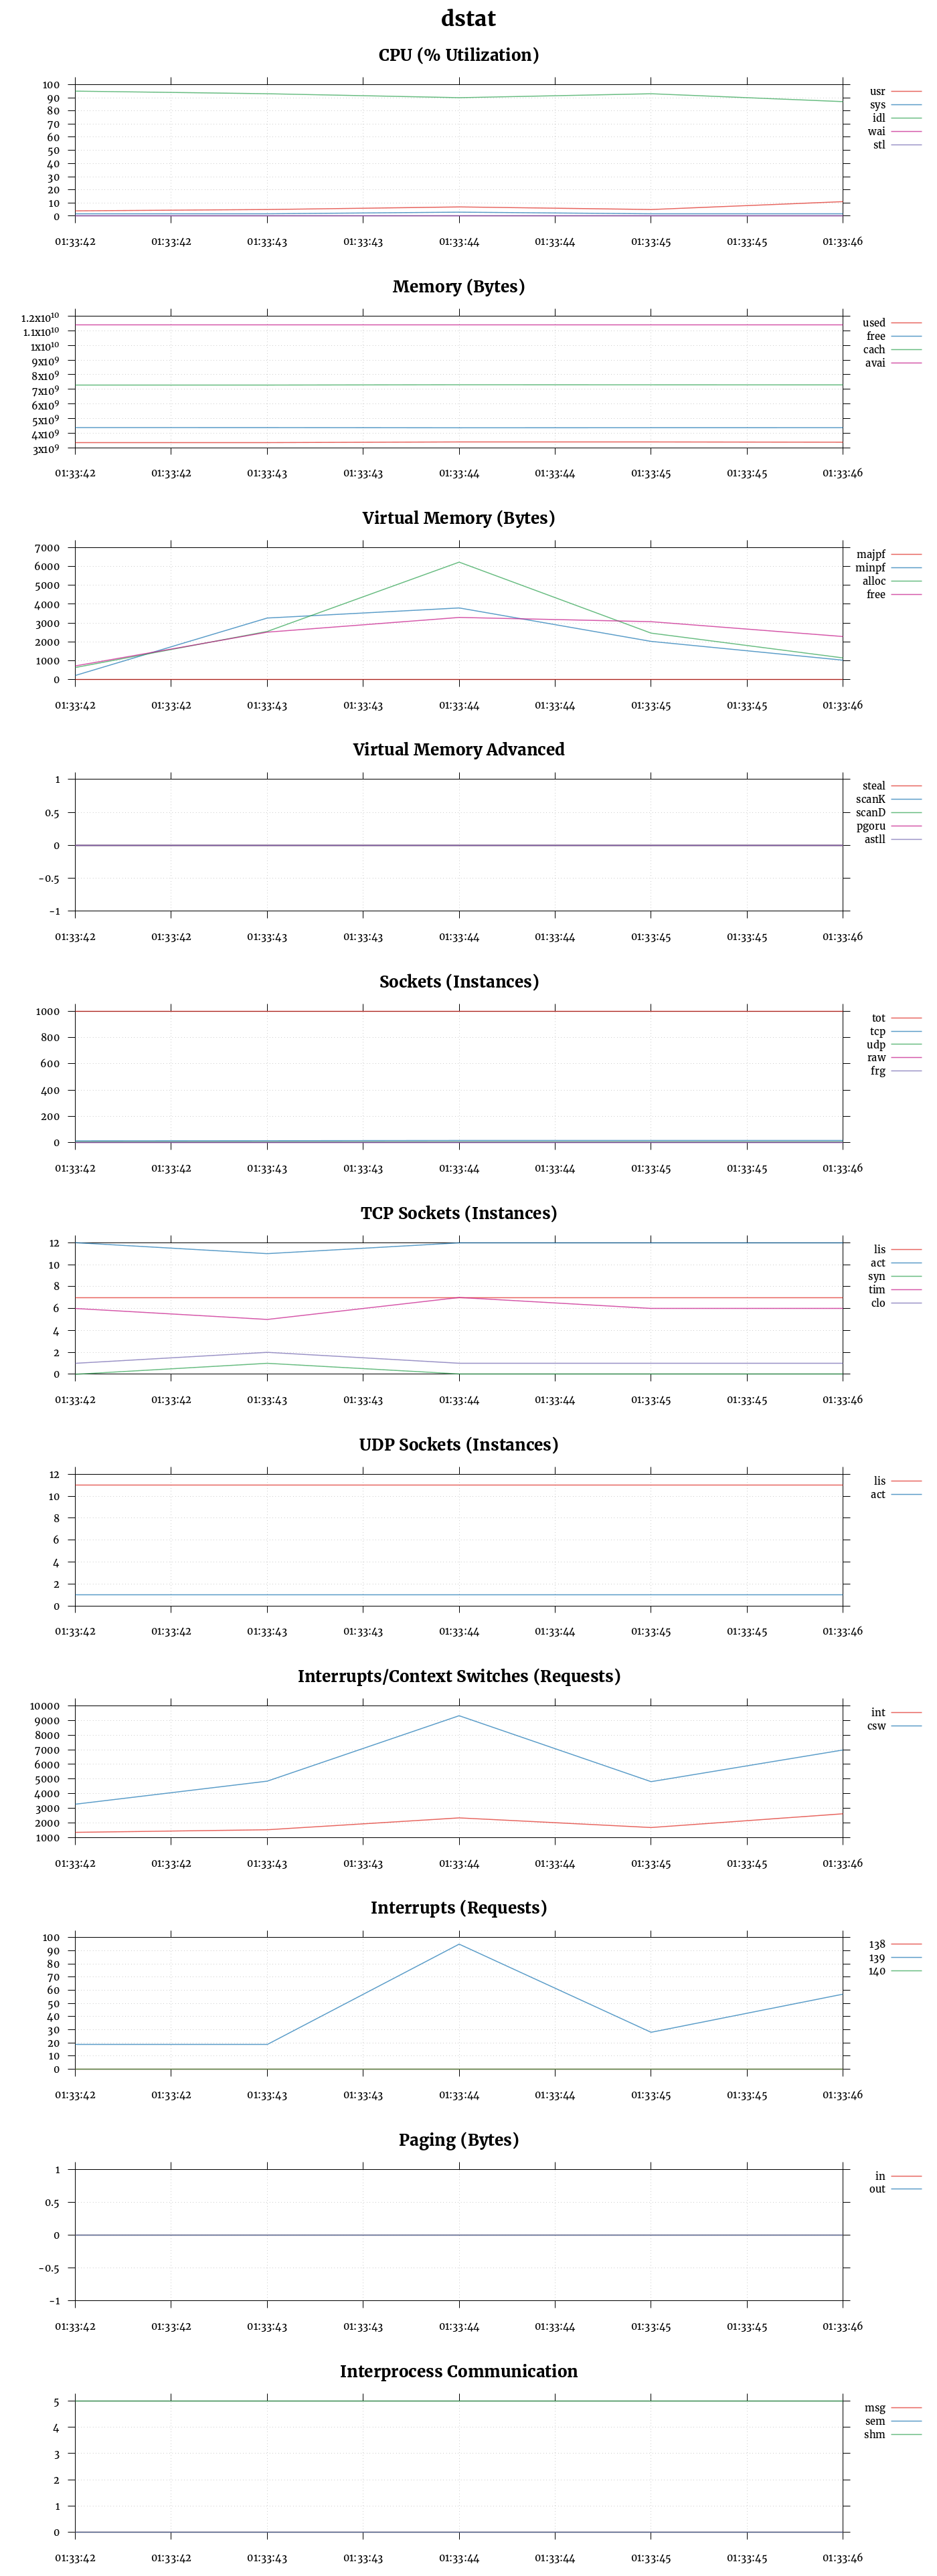 dstat
CPU (% Utilization)
100
90
80
70
60
50
40
30
20
10
0
usr
sys
idl
wai
stl
01:33:42 01:33:42 01:33:43 01:33:43 01:33:44 01:33:44 01:33:45 01:33:45 01:33:46
Memory (Bytes)
1.2x10¹⁰
1.1x10¹⁰
1x10¹⁰
9x10⁹
8x10⁹
7x10⁹
6x10⁹
5x10⁹
4x10⁹
3x10⁹
used
free
cach
avai
01:33:42 01:33:42 01:33:43 01:33:43 01:33:44 01:33:44 01:33:45 01:33:45 01:33:46
Virtual Memory (Bytes)
7000
6000
5000
4000
3000
2000
1000
0
majpf
minpf
alloc
free
01:33:42 01:33:42 01:33:43 01:33:43 01:33:44 01:33:44 01:33:45 01:33:45 01:33:46
Virtual Memory Advanced
1
0.5
0
-0.5
-1
steal
scanK
scanD
pgoru
astll
01:33:42 01:33:42 01:33:43 01:33:43 01:33:44 01:33:44 01:33:45 01:33:45 01:33:46
Sockets (Instances)
1000
800
600
400
200
0
tot
tcp
udp
raw
frg
01:33:42 01:33:42 01:33:43 01:33:43 01:33:44 01:33:44 01:33:45 01:33:45 01:33:46
TCP Sockets (Instances)
12
10
8
6
4
2
0
lis
act
syn
tim
clo
01:33:42 01:33:42 01:33:43 01:33:43 01:33:44 01:33:44 01:33:45 01:33:45 01:33:46
UDP Sockets (Instances)
12
10
8
6
4
2
0
lis
act
01:33:42 01:33:42 01:33:43 01:33:43 01:33:44 01:33:44 01:33:45 01:33:45 01:33:46
Interrupts/Context Switches (Requests)
10000
9000
8000
7000
6000
5000
4000
3000
2000
1000
int
csw
01:33:42 01:33:42 01:33:43 01:33:43 01:33:44 01:33:44 01:33:45 01:33:45 01:33:46
Interrupts (Requests)
100
90
80
70
60
50
40
30
20
10
0
138
139
140
01:33:42 01:33:42 01:33:43 01:33:43 01:33:44 01:33:44 01:33:45 01:33:45 01:33:46
Paging (Bytes)
1
0.5
0
-0.5
-1
in
out
01:33:42 01:33:42 01:33:43 01:33:43 01:33:44 01:33:44 01:33:45 01:33:45 01:33:46
Interprocess Communication
5
4
3
2
1
0
msg
sem
shm
01:33:42 01:33:42 01:33:43 01:33:43 01:33:44 01:33:44 01:33:45 01:33:45 01:33:46